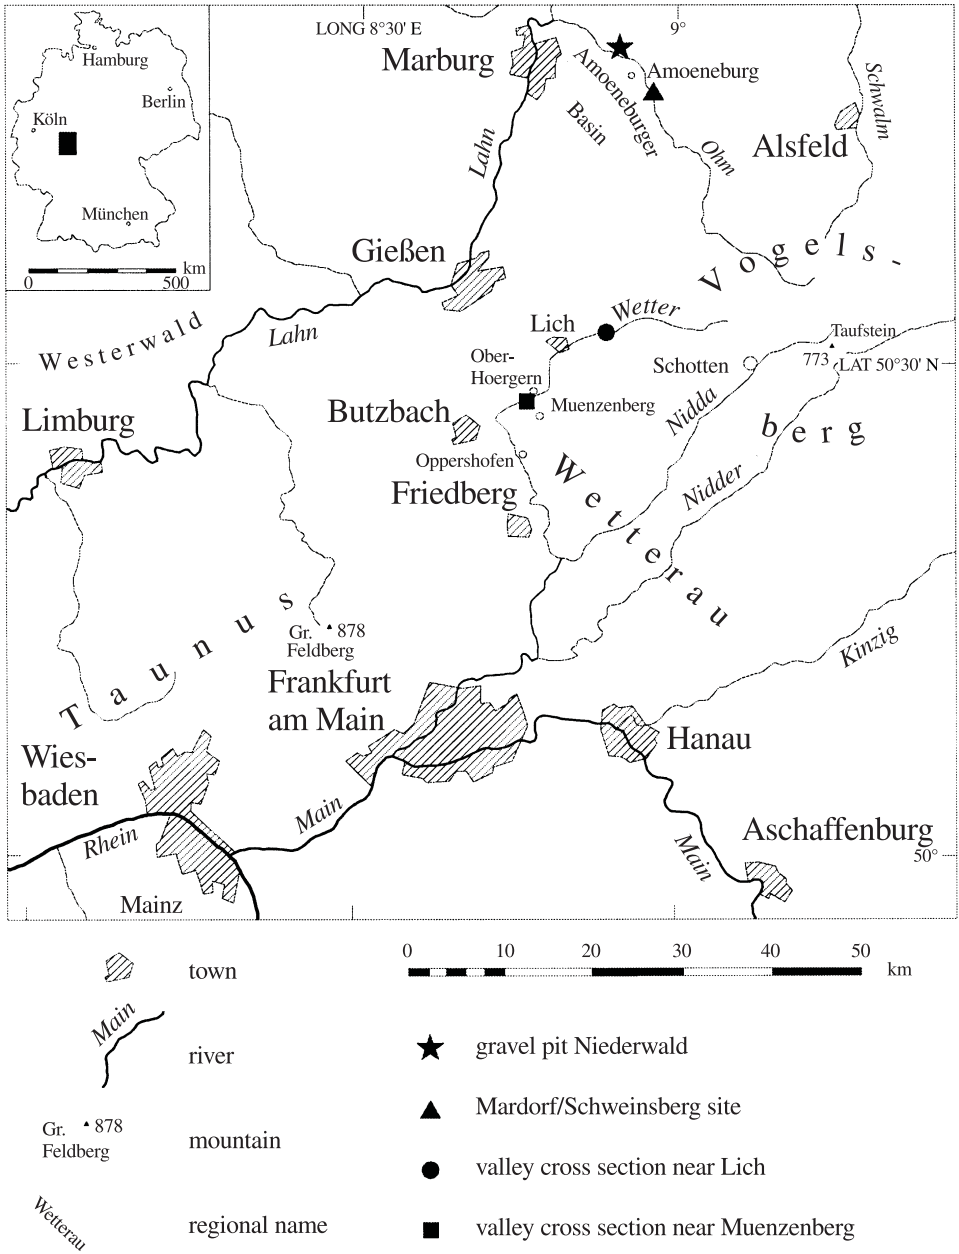 LONG 8°30' E
9°
Hamburg
Berlin
Köln
München
0
500
km
Marburg
Amoeneburger
Basin
Amoeneburg
Schwalm
Alsfeld
Ohm
Lahn
Gießen
Vogels-
berg
Westerwald
Lahn
Wetter
Lich
Taufstein
773
LAT 50°30' N
Ober-
Hoergern
Schotten
Muenzenberg
Nidda
Limburg
Butzbach
Oppershofen
Friedberg
Wetterau
Nidder
Taunus
Gr.
Feldberg
878
Kinzig
Frankfurt
am Main
Hanau
Wies-
baden
Main
Rhein
Main
Aschaffenburg
50°
Mainz
town
0 10 20 30 40 50
km
Main
river
gravel pit Niederwald
Mardorf/Schweinsberg site
Gr.
Feldberg
878
mountain
valley cross section near Lich
Wetterau
regional name
valley cross section near Muenzenberg